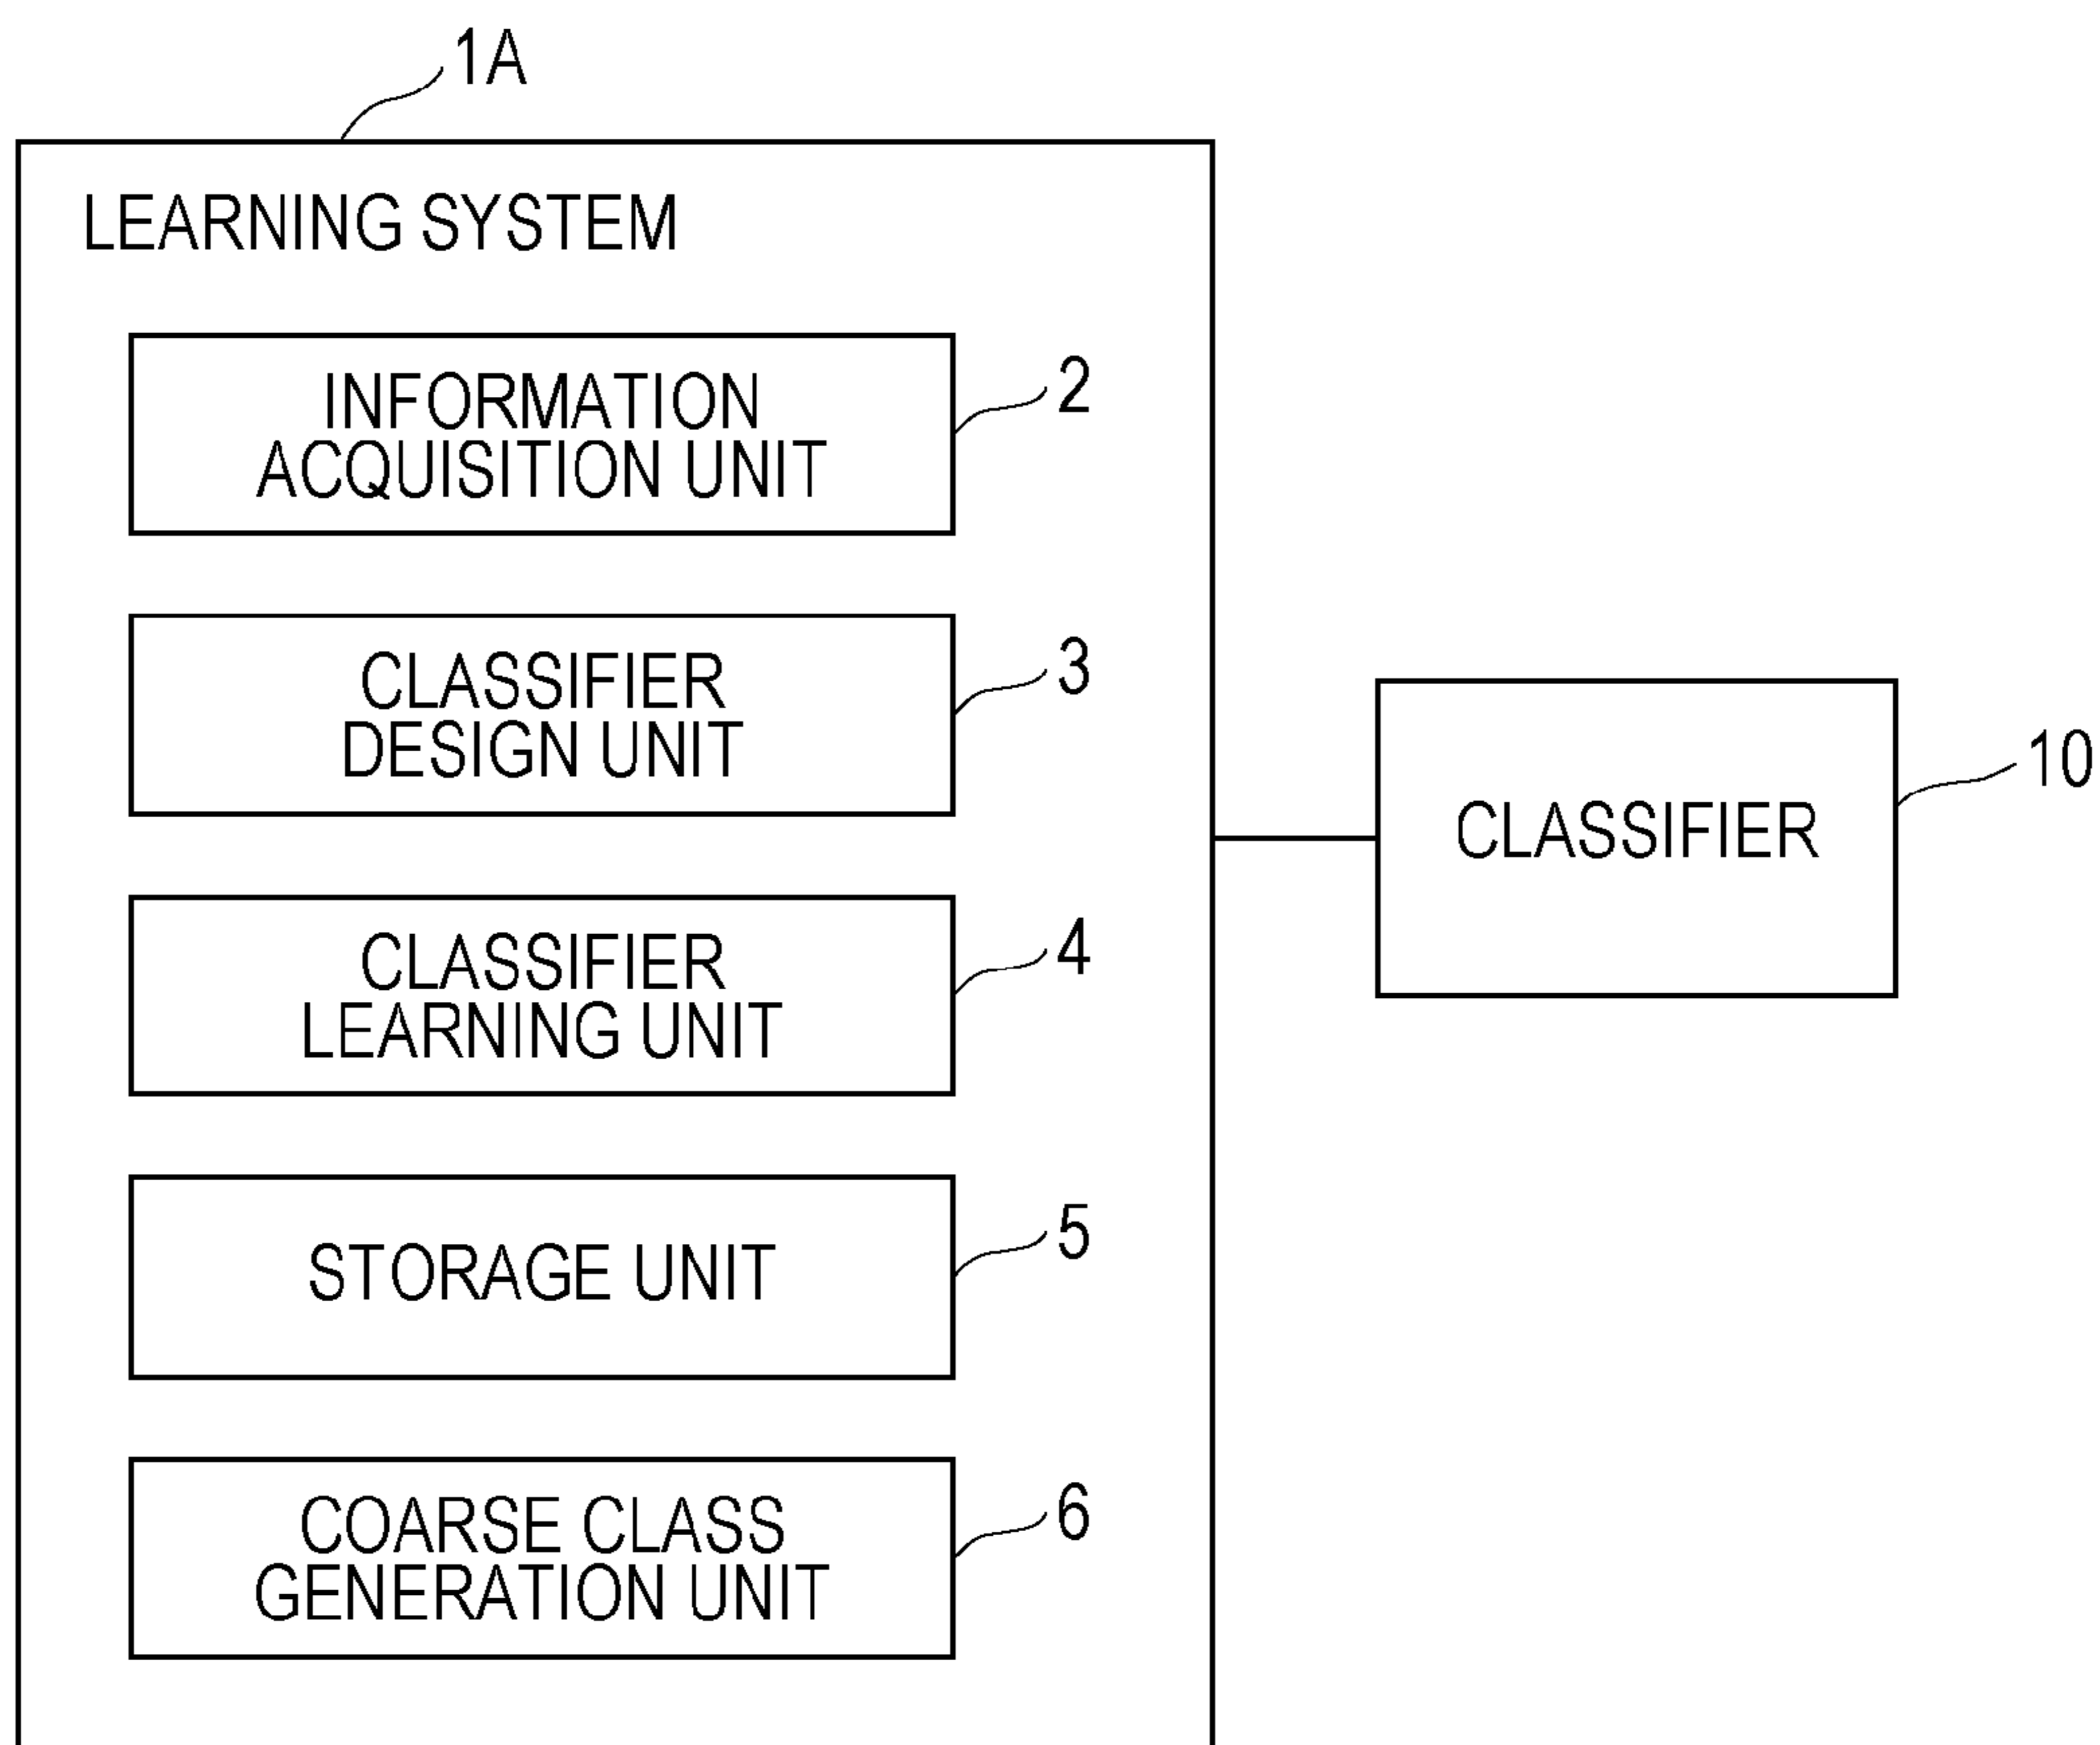 1A
LEARNING SYSTEM
INFORMATION
ACQUISITION UNIT
2
CLASSIFIER
DESIGN UNIT
3
CLASSIFIER
LEARNING UNIT
4
STORAGE UNIT
5
COARSE CLASS
GENERATION UNIT
6
CLASSIFIER
10